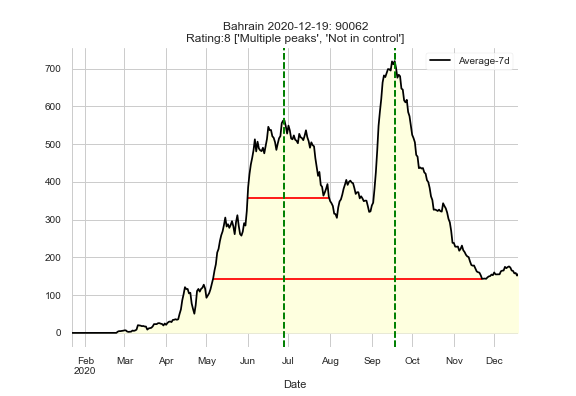 Bahrain 2020-12-19: 90062
Rating:8 ['Multiple peaks', 'Not in control']
Average-7d
700
600
500
400
300
200
100
0
Feb Mar Apr May Jun Jul Aug Sep Oct Nov Dec
2020
Date